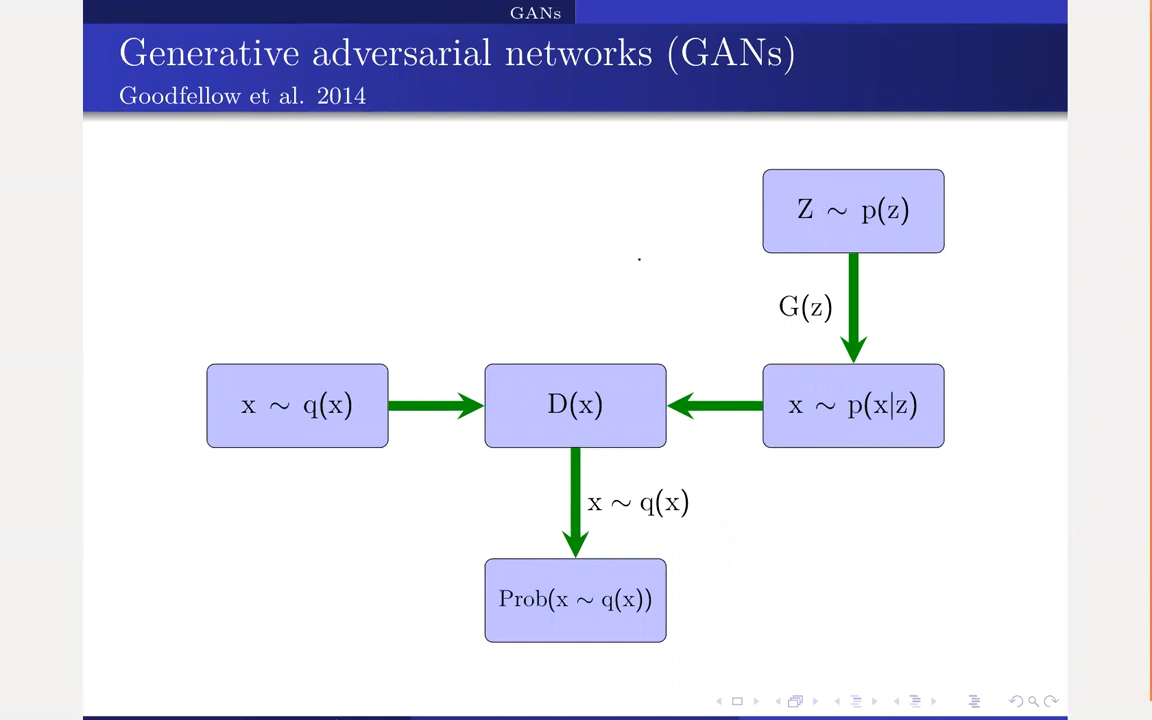 GANs
Generative adversarial networks (GANs)
Goodfellow et al. 2014
Z ∼ p(z)
G(z)
x ∼ q(x)
D(x)
x ∼ p(x|z)
x ∼ q(x)
Prob(x ∼ q(x))